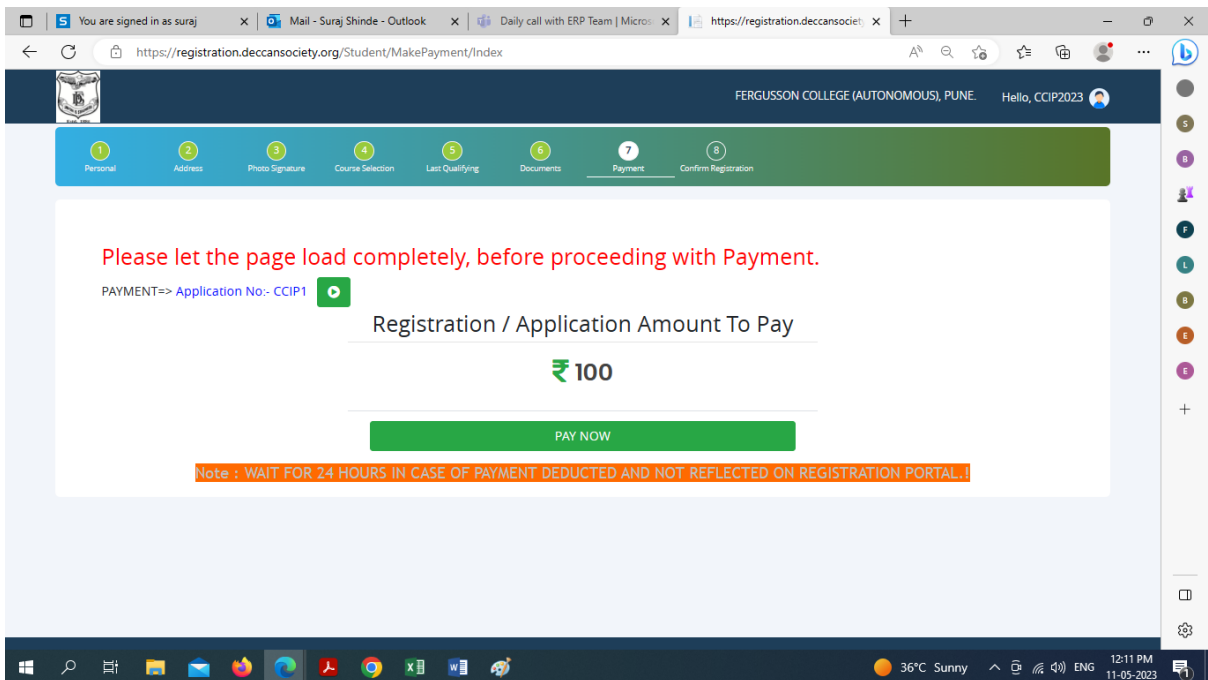 You are signed in as suraj
Mail - Suraj Shinde - Outlook
Daily call with ERP Team | Micros
https://registration.deccansociet
https://registration.deccansociety.org/Student/MakePayment/Index
FERGUSSON COLLEGE (AUTONOMOUS), PUNE.
Hello, CCIP2023
1 2 3 4 5 6 7 8
Personal Address Photo Signature Course Selection Last Qualifying Documents Payment Confirm Registration
Please let the page load completely, before proceeding with Payment.
PAYMENT=> Application No:- CCIP1
Registration / Application Amount To Pay
₹ 100
PAY NOW
Note : WAIT FOR 24 HOURS IN CASE OF PAYMENT DEDUCTED AND NOT REFLECTED ON REGISTRATION PORTAL.!
S
B
F
L
B
E
E
36°C Sunny
ENG
12:11 PM
11-05-2023